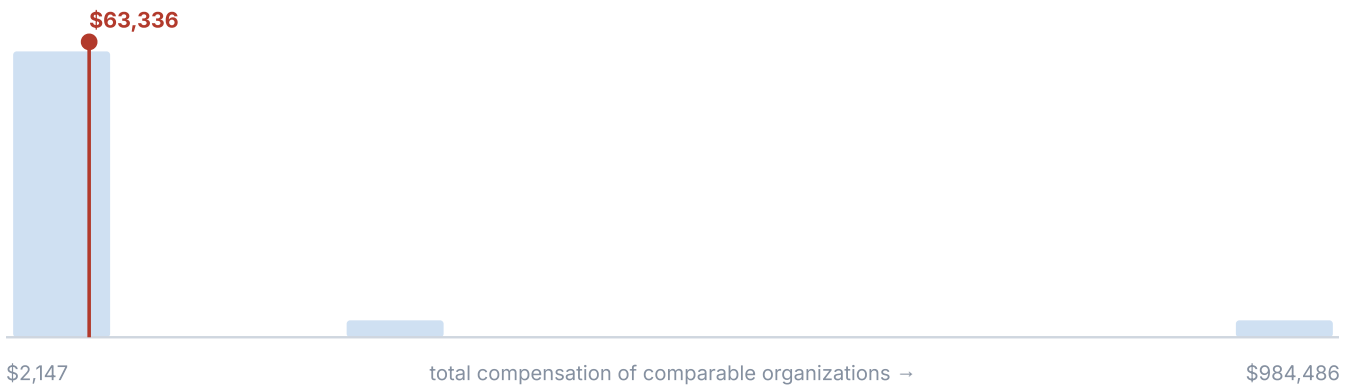 $63,336
$2,147
total compensation of comparable organizations →
$984,486